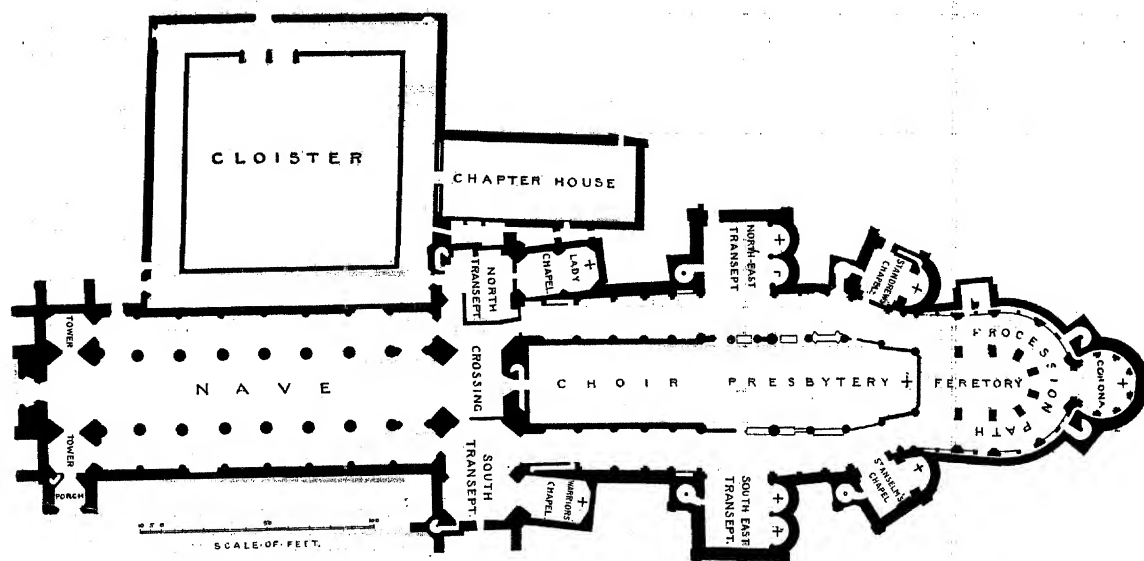 CLOISTER
CHAPTER HOUSE
NORTH
TRANSEPT.
LADY
CHAPEL
NORTH-EAST
TRANSEPT
ST ANDREW'S
CHAPEL
TOWER
NAVE
CROSSING
CHOIR
PRESBYTERY
FERETORY
PROCESSION PATH
CORONA
TOWER
PORCH
SOUTH
TRANSEPT.
WARRIORS
CHAPEL
SOUTH EAST
TRANSEPT.
ST ANSELM'S
CHAPEL
SCALE·OF·FEET.